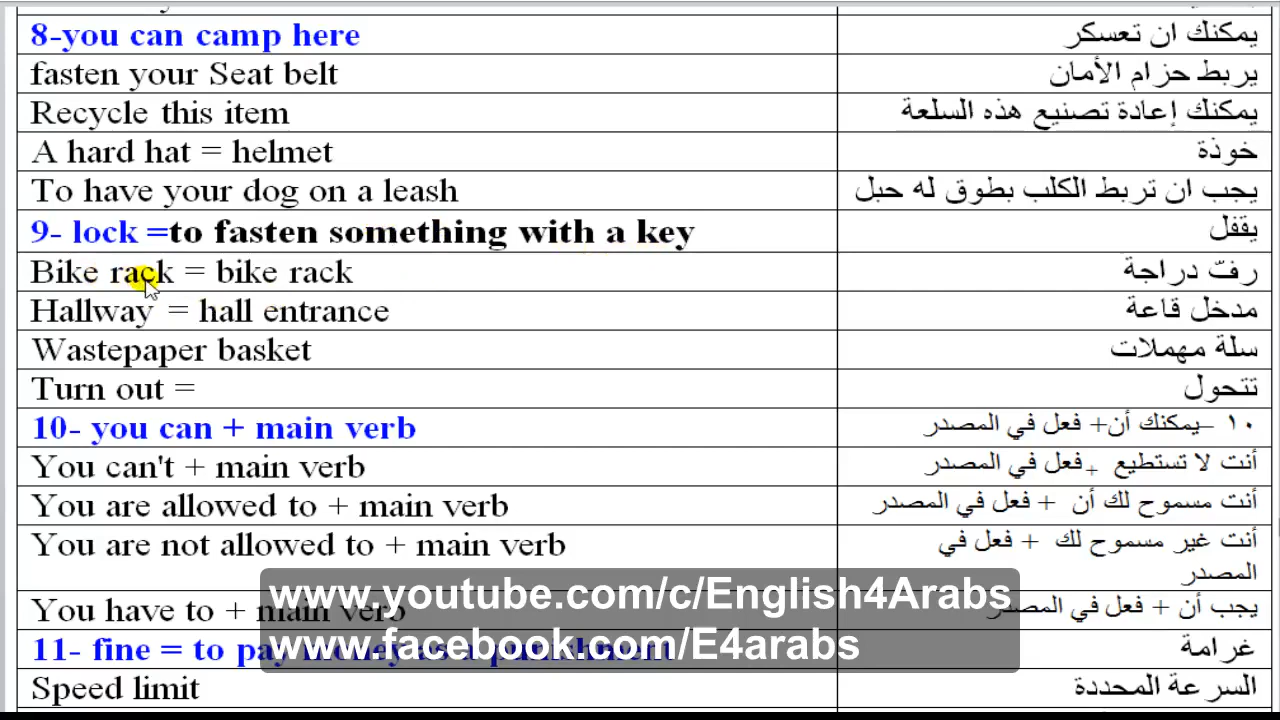 8-you can camp here
يمكنك ان تعسكر
fasten your Seat belt
يربط حزام الأمان
Recycle this item
يمكنك إعادة تصنيع هذه السلعة
A hard hat = helmet
خوذة
To have your dog on a leash
يجب ان تربط الكلب بطوق له حبل
9- lock =to fasten something with a key
يقفل
Bike rack = bike rack
رفّ دراجة
Hallway = hall entrance
مدخل قاعة
Wastepaper basket
سلة مهملات
Turn out =
تتحول
10- you can + main verb
١٠ –يمكنك أن+ فعل في المصدر
You can't + main verb
أنت لا تستطيع + فعل في المصدر
You are allowed to + main verb
أنت مسموح لك أن + فعل في المصدر
You are not allowed to + main verb
أنت غير مسموح لك + فعل في
المصدر
www.youtube.com/c/English4Arabs
You have to + main verb
يجب أن + فعل في المصدر
www.facebook.com/E4arabs
11- fine = to pay money as a punishment
غرامة
Speed limit
السرعة المحددة